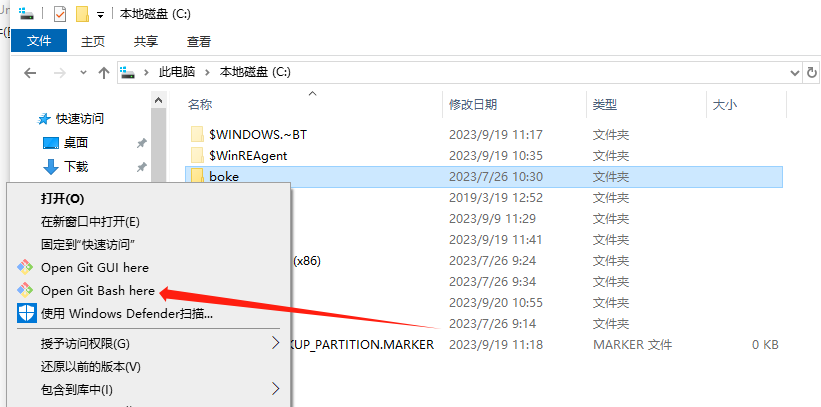 本地磁盘 (C:)
文件 主页 共享 查看
此电脑 本地磁盘 (C:)
名称 修改日期 类型 大小
快速访问
桌面
下载
$WINDOWS.~BT 2023/9/19 11:17 文件夹
$WinREAgent 2023/9/19 10:35 文件夹
boke 2023/7/26 10:30 文件夹
2019/3/19 12:52 文件夹
2023/9/9 11:29 文件夹
2023/9/19 11:41 文件夹
(x86) 2023/7/26 9:24 文件夹
2023/7/26 9:34 文件夹
2023/9/20 10:55 文件夹
2023/7/26 9:14 文件夹
KUP_PARTITION.MARKER 2023/9/19 11:18 MARKER 文件 0 KB
打开(O)
在新窗口中打开(E)
固定到"快速访问"
Open Git GUI here
Open Git Bash here
使用 Windows Defender扫描...
授予访问权限(G)
还原以前的版本(V)
包含到库中(I)